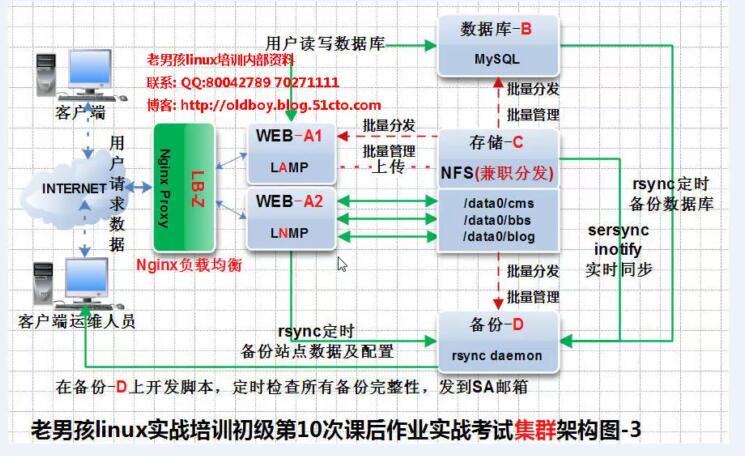 老男孩linux培训内部资料
联系: QQ:80042789 70271111
博客: http://oldboy.blog.51cto.com
用户读写数据库
数据库-B
MySQL
客户端
批量分发
批量管理
用户请求数据
INTERNET
Nginx Proxy
LB-Z
Nginx负载均衡
WEB-A1
LAMP
WEB-A2
LNMP
批量分发
批量管理
上传
存储-C
NFS(兼职分发)
/data0/cms
/data0/bbs
/data0/blog
rsync定时
备份数据库
sersync
inotify
实时同步
批量分发
批量管理
客户端运维人员
rsync定时
备份站点数据及配置
备份-D
rsync daemon
在备份-D上开发脚本，定时检查所有备份完整性，发到SA邮箱
老男孩linux实战培训初级第10次课后作业实战考试集群架构图-3